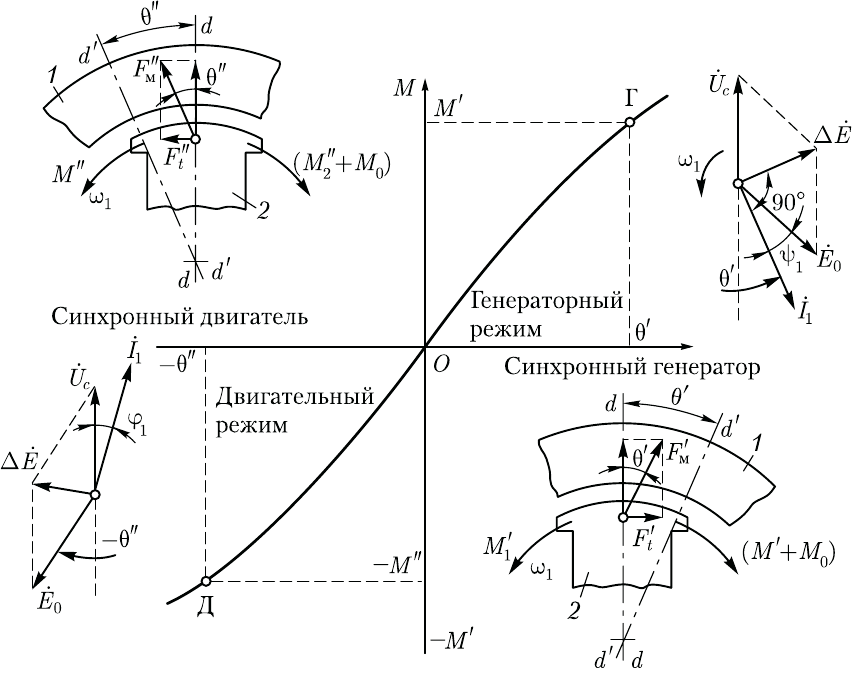 θ″
d
d′
1
F″м
θ″
F″t
M″
ω₁
(M″₂+M₀)
2
d
d′
M
M′
Г
U̇c
ΔĖ
ω₁
90°
ψ₁
Ė₀
θ′
İ₁
Синхронный двигатель
Генераторный
режим
θ′
−θ″
O
Синхронный генератор
İ₁
U̇c
φ₁
ΔĖ
−θ″
Ė₀
Двигательный
режим
−M″
Д
−M′
d
θ′
d′
1
F′м
θ′
F′t
M′₁
ω₁
(M′+M₀)
2
d′
d